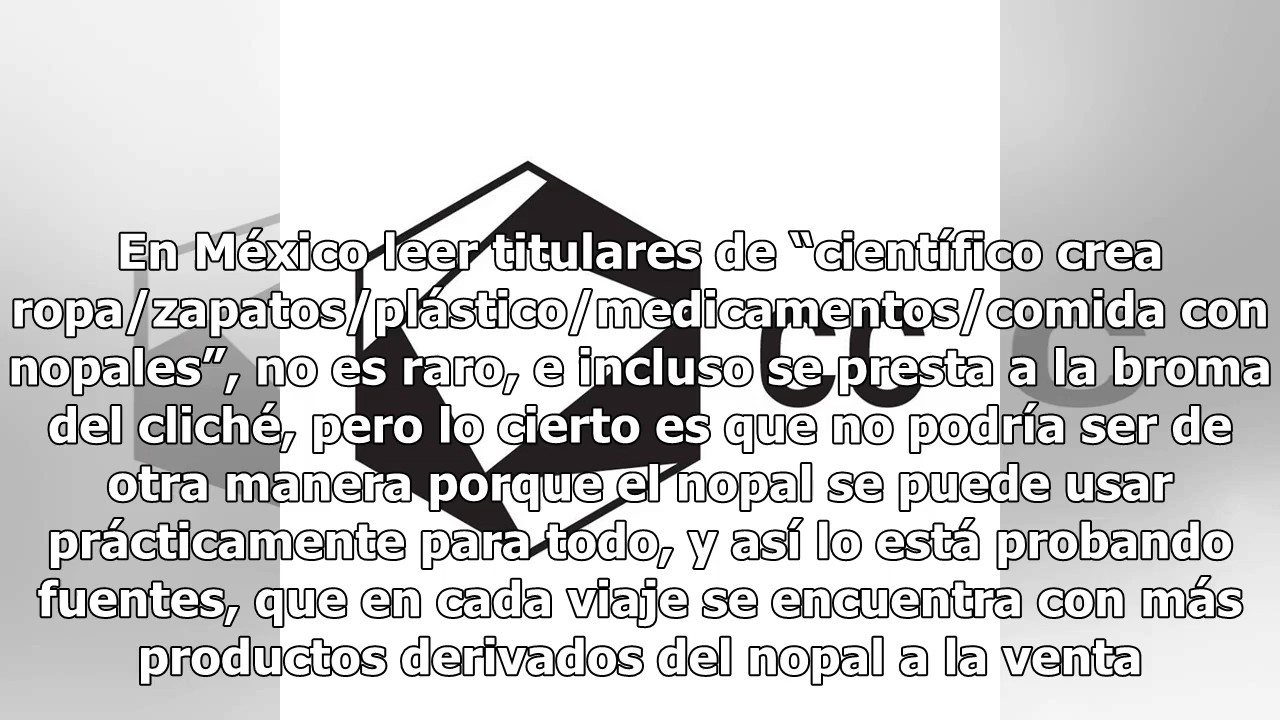 En México leer titulares de “científico crea
ropa/zapatos/plástico/medicamentos/comida con
nopales”, no es raro, e incluso se presta a la broma
del cliché, pero lo cierto es que no podría ser de
otra manera porque el nopal se puede usar
prácticamente para todo, y así lo está probando
fuentes, que en cada viaje se encuentra con más
productos derivados del nopal a la venta
CC
C